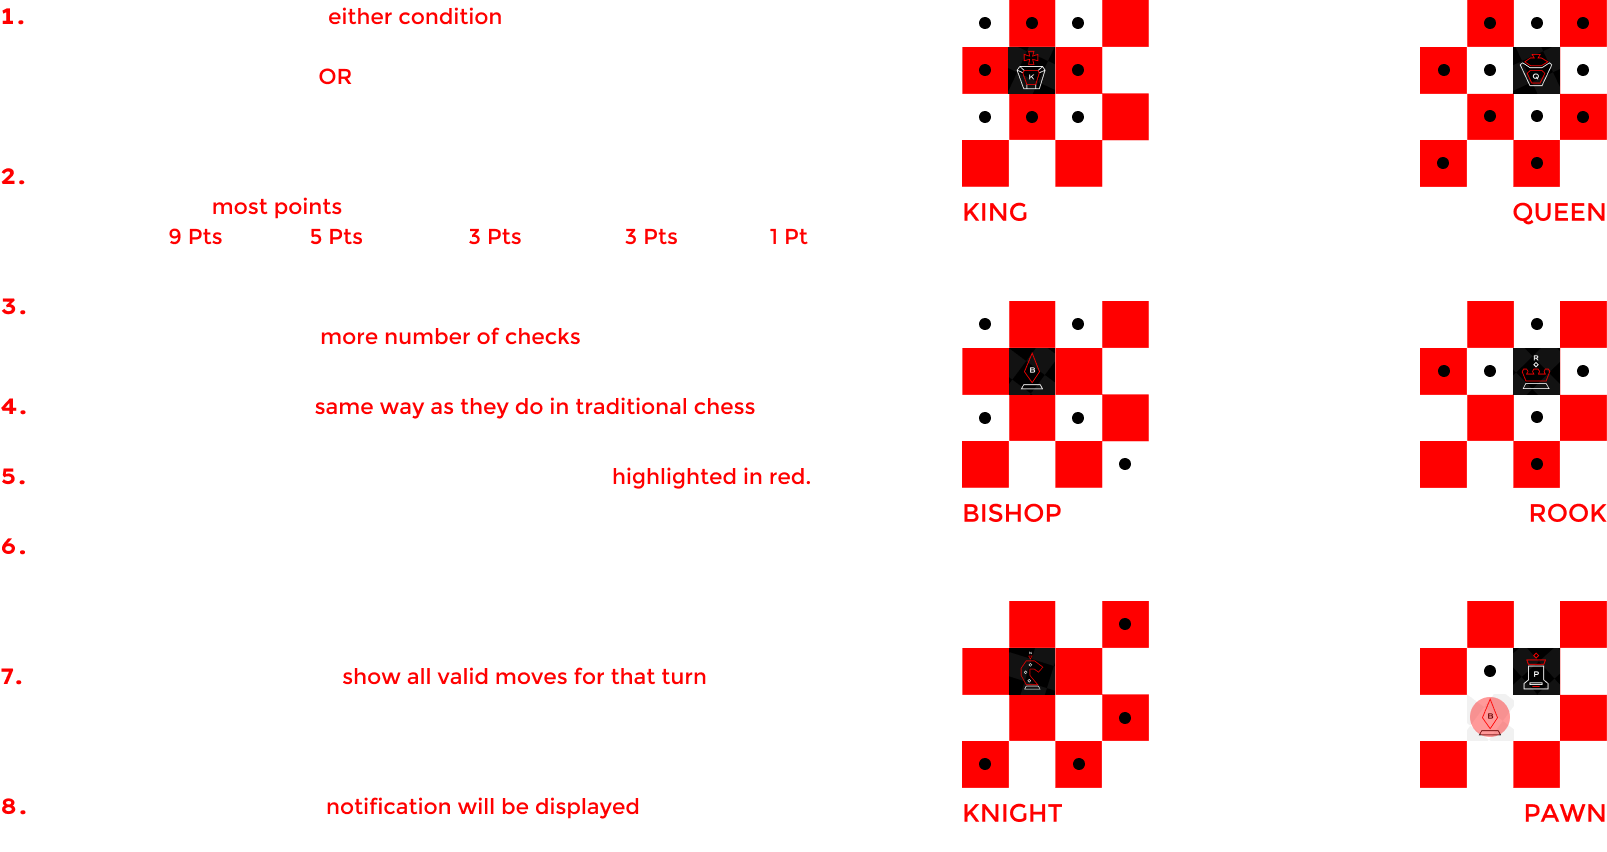 1.
either condition
OR
2.
most points
9 Pts 5 Pts 3 Pts 3 Pts 1 Pt
3.
more number of checks
4.
same way as they do in traditional chess
5.
highlighted in red.
6.
7.
show all valid moves for that turn
8.
notification will be displayed
K
KING
Q
QUEEN
B
BISHOP
R
ROOK
KNIGHT
P
B
PAWN